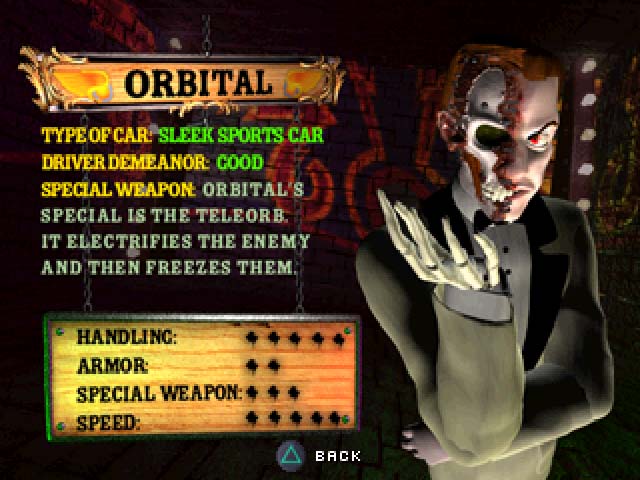 ORBITAL
TYPE OF CAR: SLEEK SPORTS CAR
DRIVER DEMEANOR: GOOD
SPECIAL WEAPON: ORBITAL'S
SPECIAL IS THE TELEORB.
IT ELECTRIFIES THE ENEMY
AND THEN FREEZES THEM.
HANDLING:
ARMOR:
SPECIAL WEAPON:
SPEED:
BACK